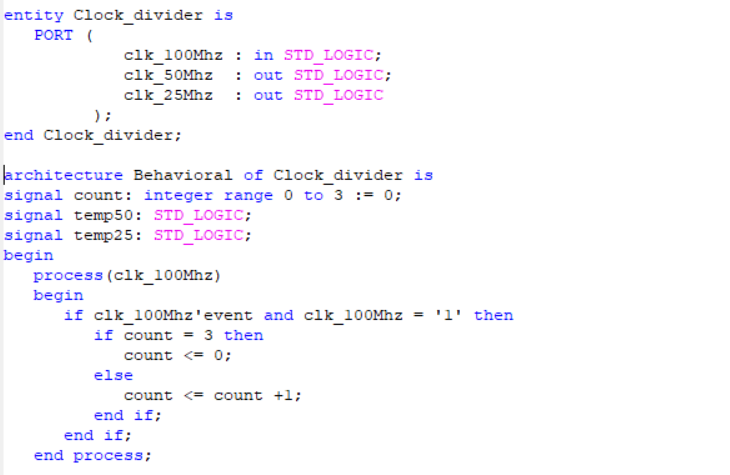 entity Clock_divider is
PORT (
clk_100Mhz : in STD_LOGIC;
clk_50Mhz : out STD_LOGIC;
clk_25Mhz : out STD_LOGIC
);
end Clock_divider;
architecture Behavioral of Clock_divider is
signal count: integer range 0 to 3 := 0;
signal temp50: STD_LOGIC;
signal temp25: STD_LOGIC;
begin
process(clk_100Mhz)
begin
if clk_100Mhz'event and clk_100Mhz = '1' then
if count = 3 then
count <= 0;
else
count <= count +1;
end if;
end if;
end process;